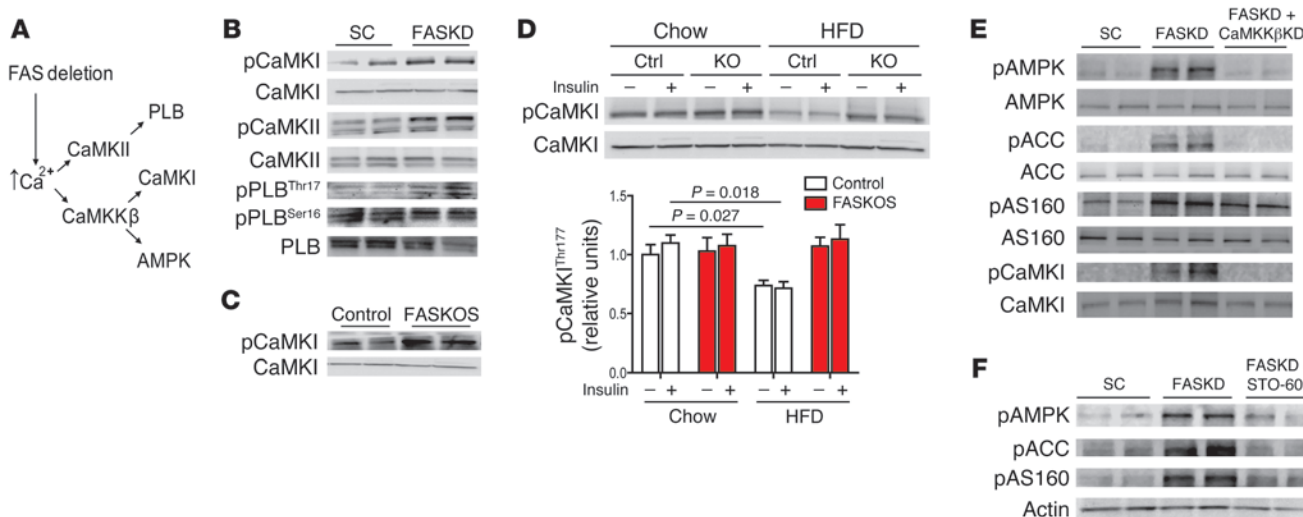 A
FAS deletion
↑Ca2+
CaMKII
PLB
CaMKKβ
CaMKI
AMPK
B
SC FASKD
pCaMKI
CaMKI
pCaMKII
CaMKII
pPLBThr17
pPLBSer16
PLB
C
Control FASKOS
pCaMKI
CaMKI
D
Chow HFD
Ctrl KO Ctrl KO
Insulin − + − + − + − +
pCaMKI
CaMKI
pCaMKIThr177
(relative units)
1.5
1.0
0.5
0.0
P = 0.018
P = 0.027
Control
FASKOS
Insulin − + − + − + − +
Chow HFD
E
SC FASKD FASKD +
CaMKKβKD
pAMPK
AMPK
pACC
ACC
pAS160
AS160
pCaMKI
CaMKI
F
SC FASKD FASKD
STO-60
pAMPK
pACC
pAS160
Actin